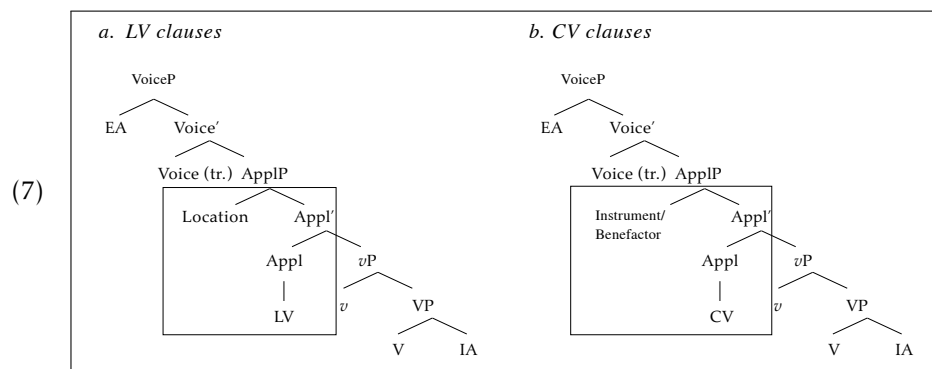 a. LV clauses b. CV clauses
VoiceP VoiceP
EA Voice′ EA Voice′
Voice (tr.) ApplP Voice (tr.) ApplP
(7)
Location Appl′ Instrument/ Benefactor Appl′
Appl vP Appl vP
LV v VP CV v VP
V IA V IA